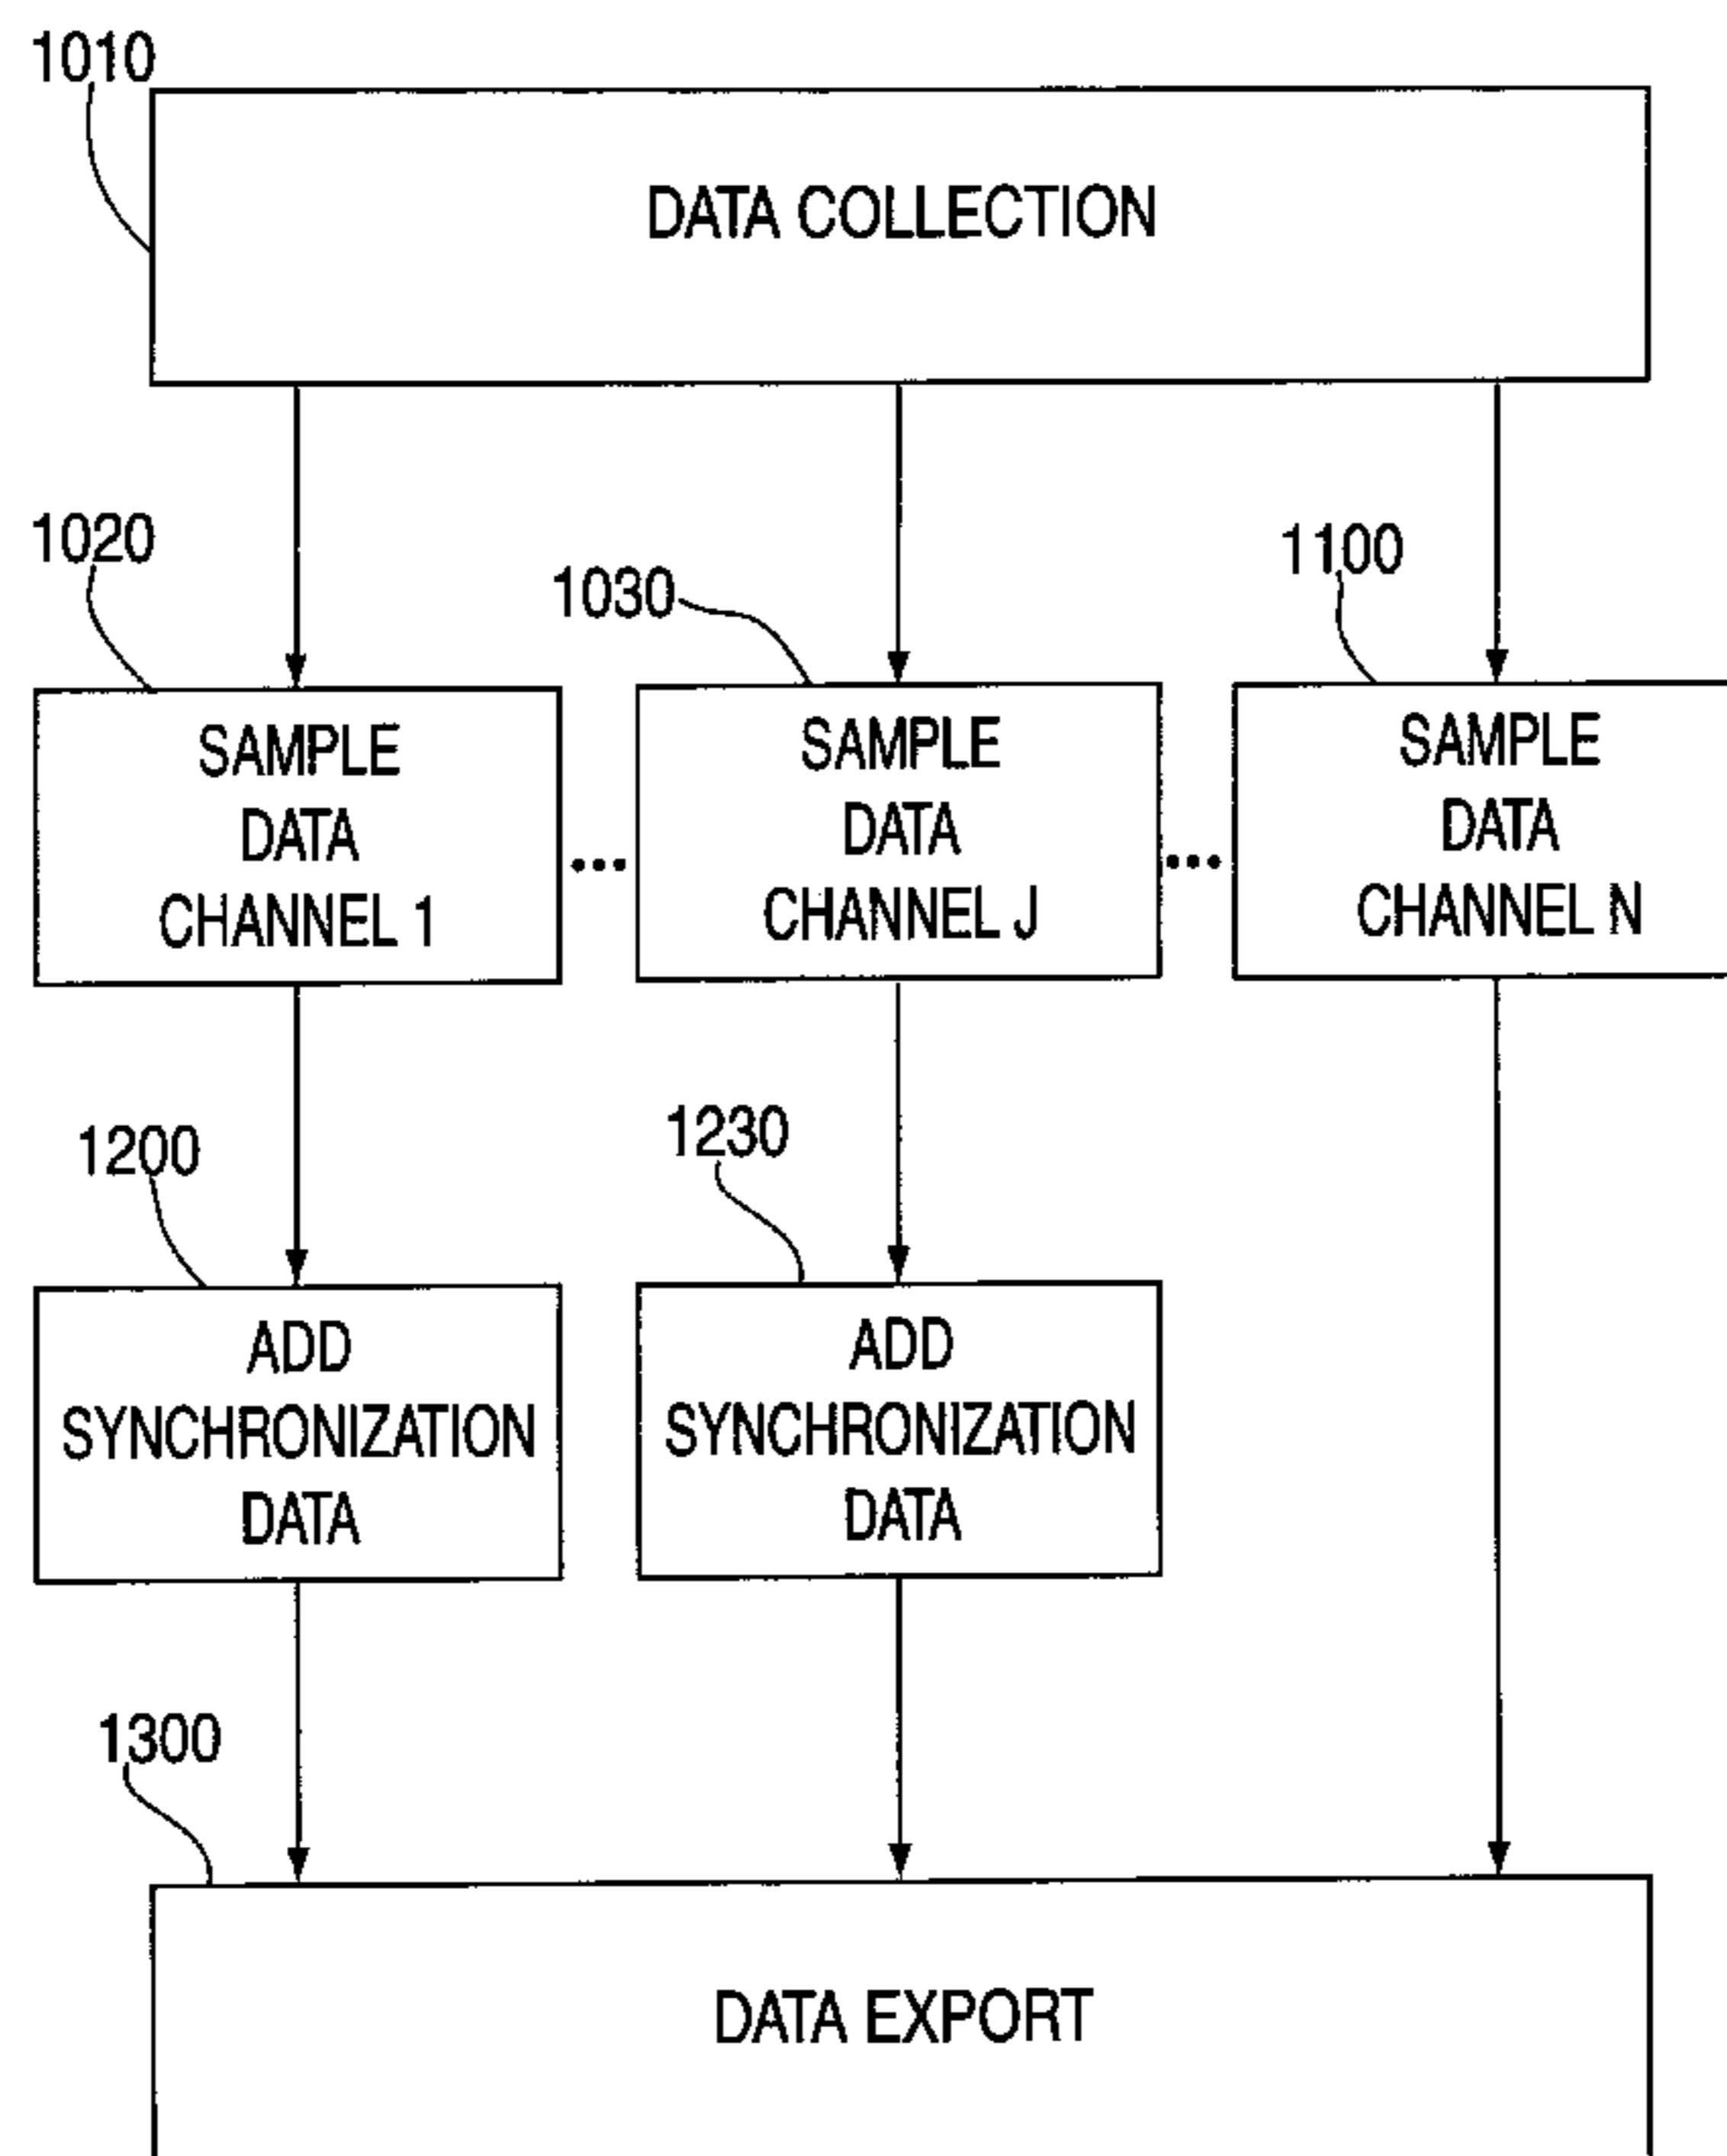 1010
DATA COLLECTION
1020
1030
1100
SAMPLE
DATA
CHANNEL 1
SAMPLE
DATA
CHANNEL J
SAMPLE
DATA
CHANNEL N
1200
1230
ADD
SYNCHRONIZATION
DATA
ADD
SYNCHRONIZATION
DATA
1300
DATA EXPORT